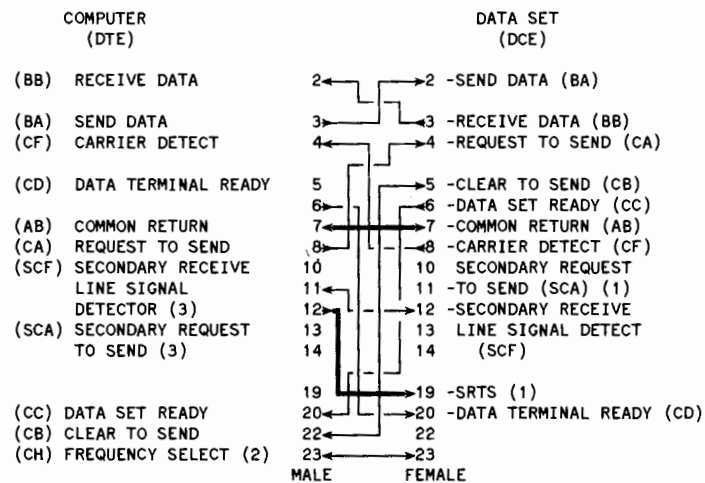 COMPUTER DATA SET
(DTE) (DCE)
(BB) RECEIVE DATA 2 2 -SEND DATA (BA)
(BA) SEND DATA 3 3 -RECEIVE DATA (BB)
(CF) CARRIER DETECT 4 4 -REQUEST TO SEND (CA)
(CD) DATA TERMINAL READY 5 5 -CLEAR TO SEND (CB)
6 6 -DATA SET READY (CC)
(AB) COMMON RETURN 7 7 -COMMON RETURN (AB)
(CA) REQUEST TO SEND 8 8 -CARRIER DETECT (CF)
(SCF) SECONDARY RECEIVE 10 10 SECONDARY REQUEST
LINE SIGNAL 11 11 -TO SEND (SCA) (1)
DETECTOR (3) 12 12 -SECONDARY RECEIVE
(SCA) SECONDARY REQUEST 13 13 LINE SIGNAL DETECT
TO SEND (3) 14 14 (SCF)
19 19 -SRTS (1)
(CC) DATA SET READY 20 20 -DATA TERMINAL READY (CD)
(CB) CLEAR TO SEND 22 22
(CH) FREQUENCY SELECT (2) 23 23
MALE FEMALE